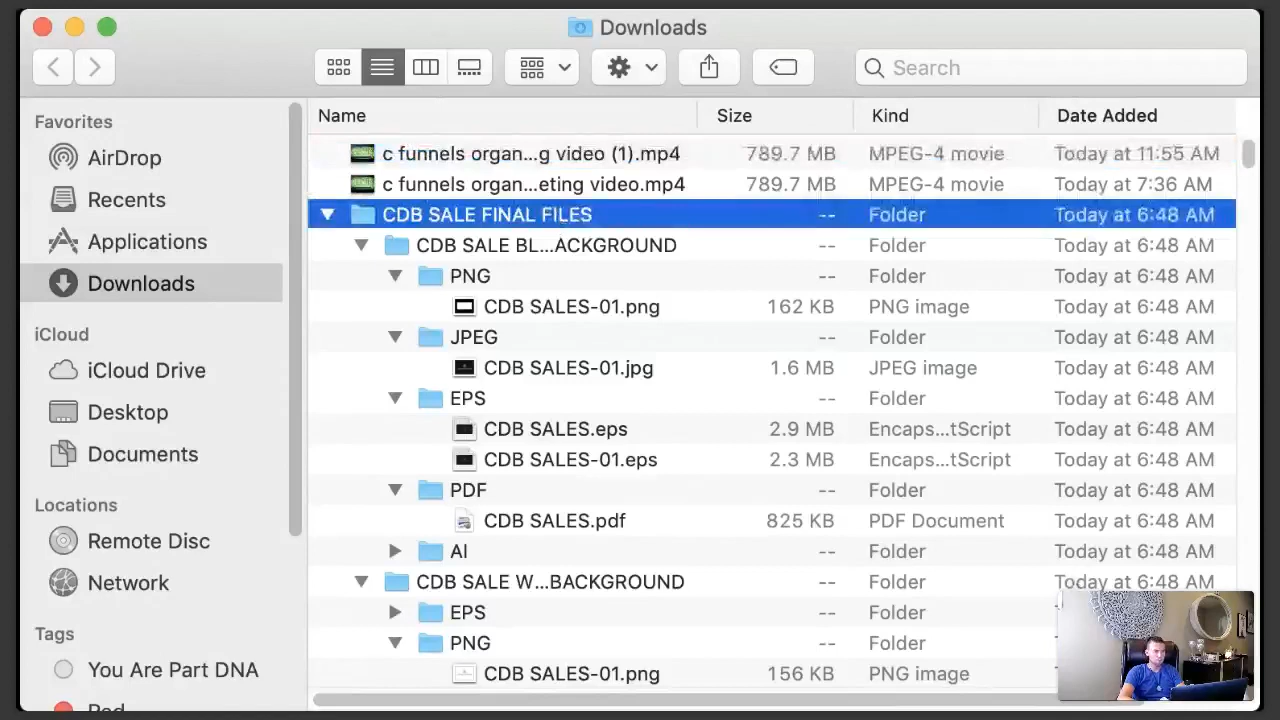 Downloads
Search
Favorites
AirDrop
Recents
Applications
Downloads
iCloud
iCloud Drive
Desktop
Documents
Locations
Remote Disc
Network
Tags
You Are Part DNA
Name Size Kind Date Added
c funnels organ...g video (1).mp4 789.7 MB MPEG-4 movie Today at 11:55 AM
c funnels organ...eting video.mp4 789.7 MB MPEG-4 movie Today at 7:36 AM
CDB SALE FINAL FILES -- Folder Today at 6:48 AM
CDB SALE BL...ACKGROUND -- Folder Today at 6:48 AM
PNG -- Folder Today at 6:48 AM
CDB SALES-01.png 162 KB PNG image Today at 6:48 AM
JPEG -- Folder Today at 6:48 AM
CDB SALES-01.jpg 1.6 MB JPEG image Today at 6:48 AM
EPS -- Folder Today at 6:48 AM
CDB SALES.eps 2.9 MB Encaps...tScript Today at 6:48 AM
CDB SALES-01.eps 2.3 MB Encaps...tScript Today at 6:48 AM
PDF -- Folder Today at 6:48 AM
CDB SALES.pdf 825 KB PDF Document Today at 6:48 AM
AI -- Folder Today at 6:48 AM
CDB SALE W...BACKGROUND -- Folder Today at 6:48 AM
EPS -- Folder
PNG -- Folder
CDB SALES-01.png 156 KB PNG image